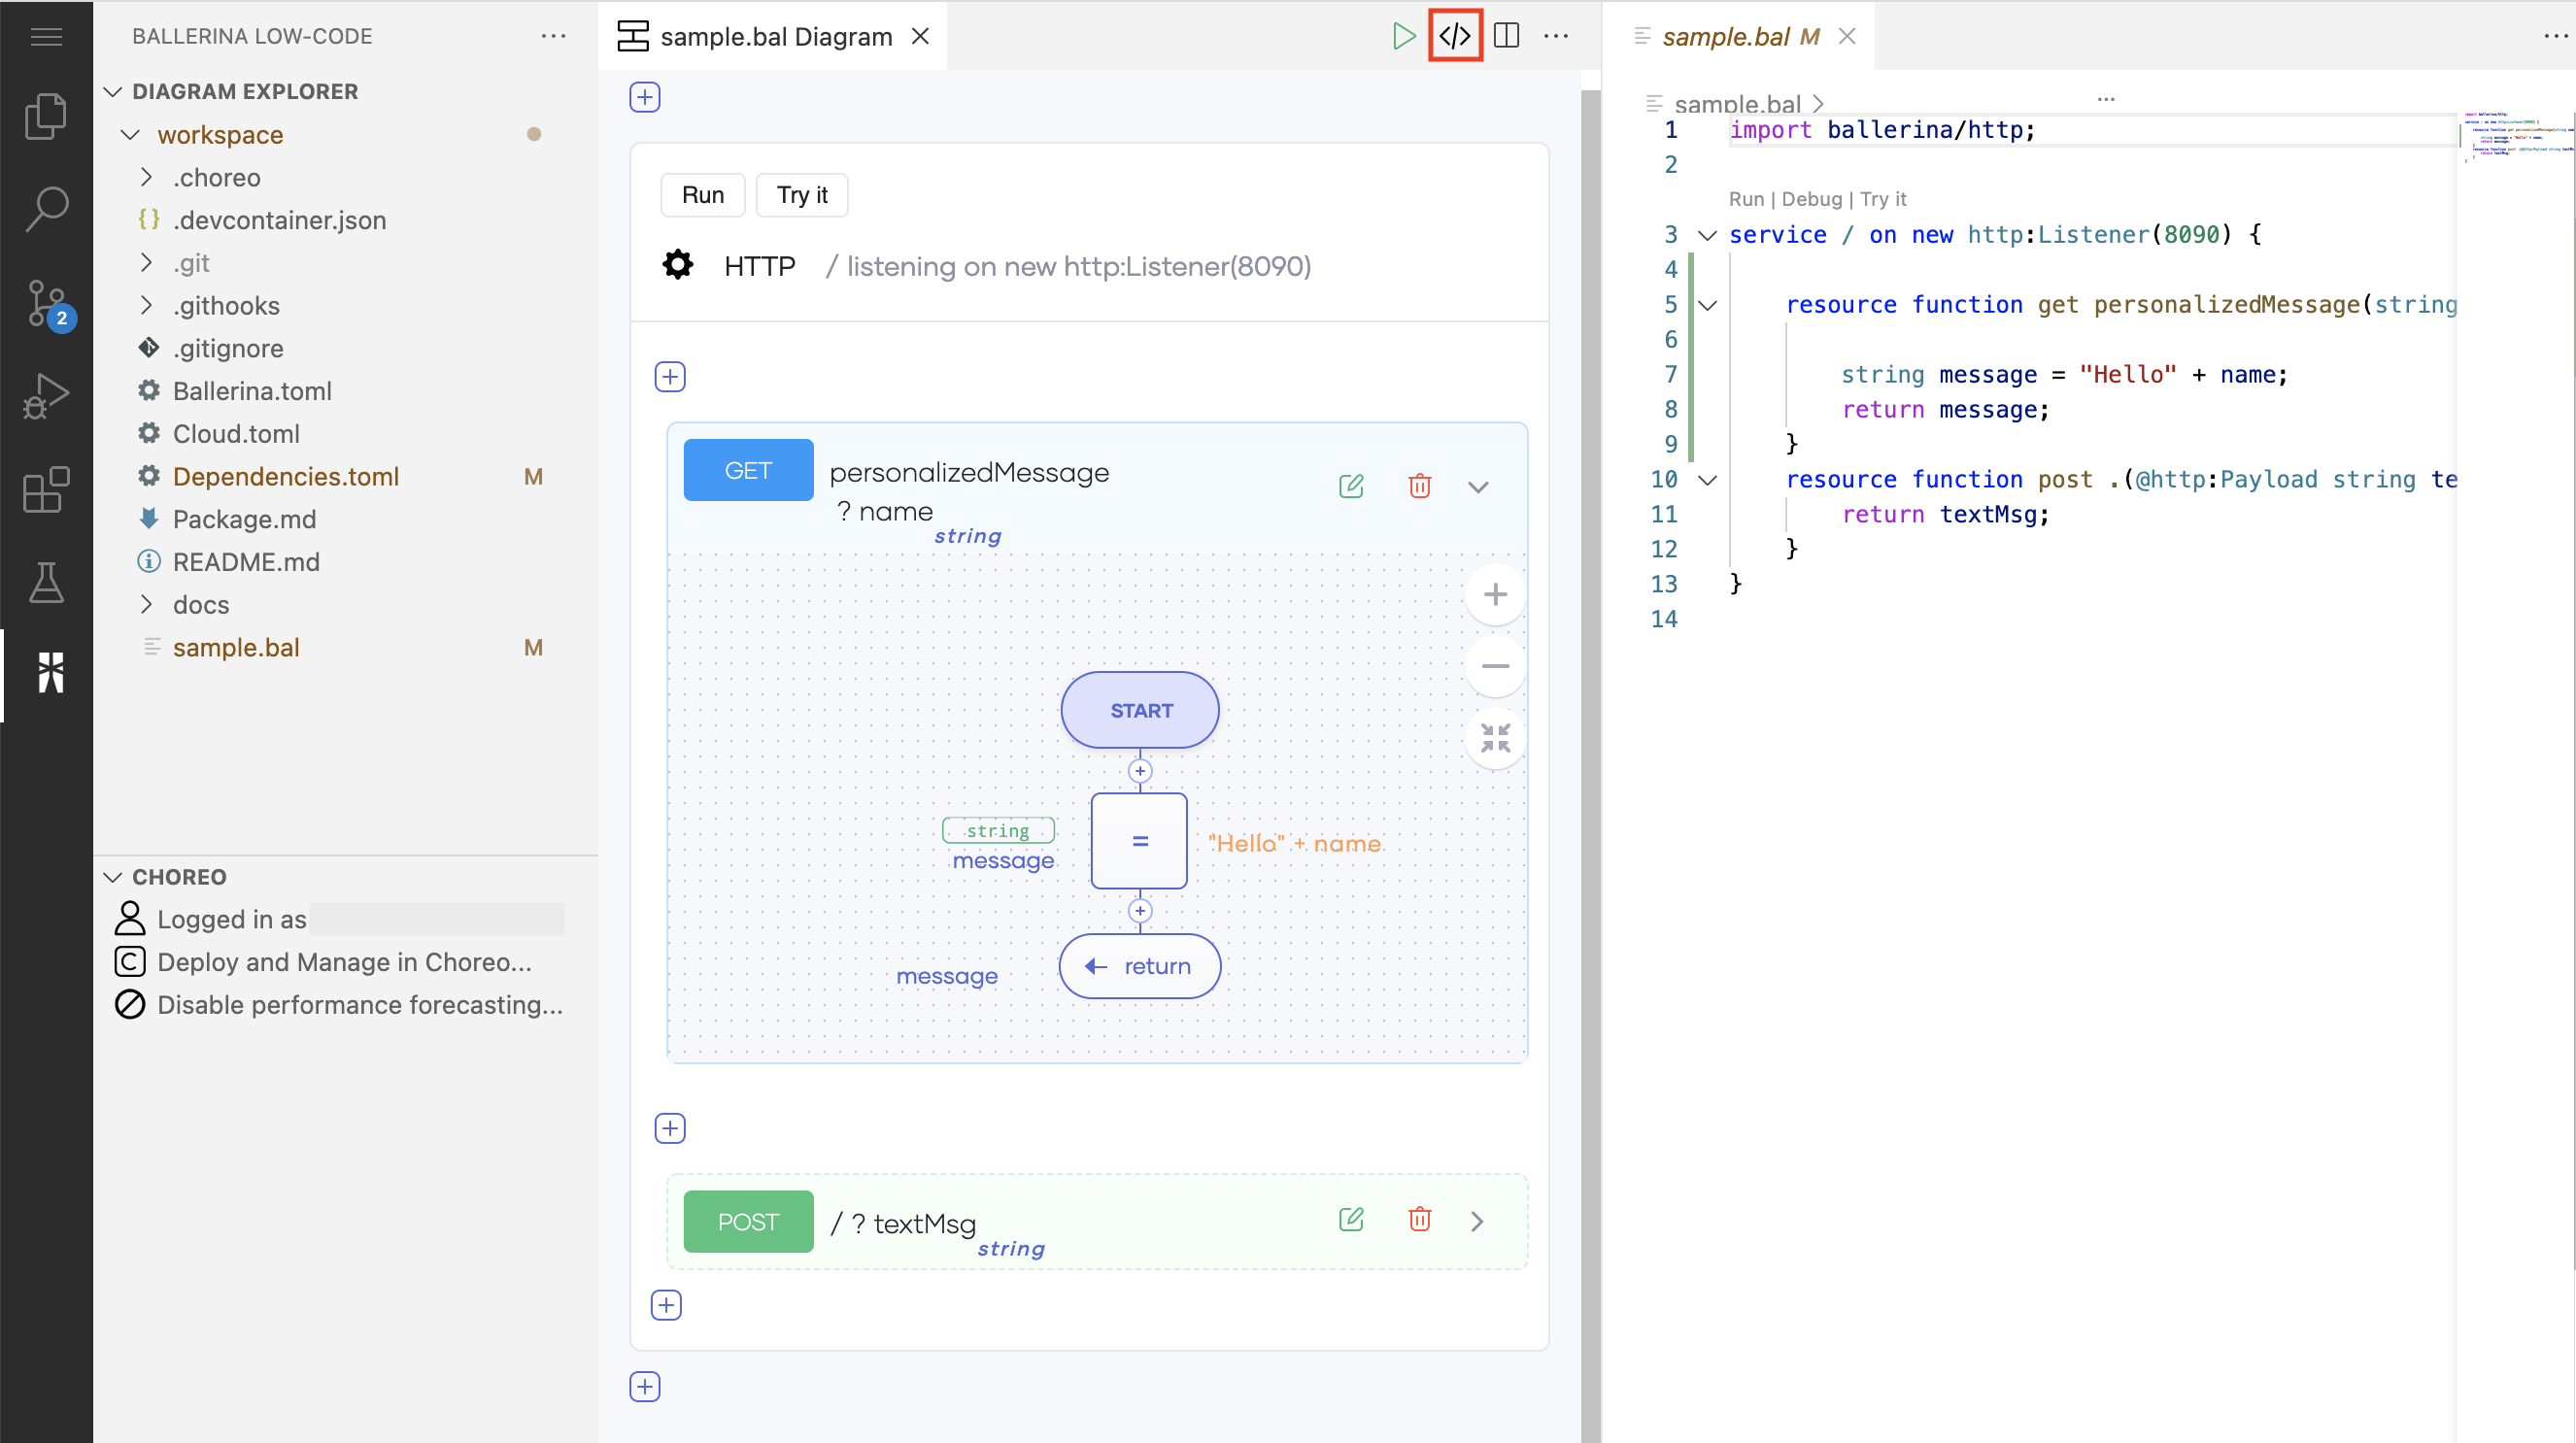 BALLERINA LOW-CODE
DIAGRAM EXPLORER
workspace
.choreo
{} .devcontainer.json
.git
.githooks
.gitignore
Ballerina.toml
Cloud.toml
Dependencies.toml M
Package.md
README.md
docs
sample.bal M
2
CHOREO
Logged in as
Deploy and Manage in Choreo...
Disable performance forecasting...
sample.bal Diagram
Run Try it
HTTP / listening on new http:Listener(8090)
GET personalizedMessage
? name
string
START
string
message
=
"Hello" + name
message
return
POST / ? textMsg
string
sample.bal M
sample.bal
1 import ballerina/http;
2
Run | Debug | Try it
3 service / on new http:Listener(8090) {
4
5 resource function get personalizedMessage(string
6
7 string message = "Hello" + name;
8 return message;
9 }
10 resource function post .(@http:Payload string te
11 return textMsg;
12 }
13 }
14